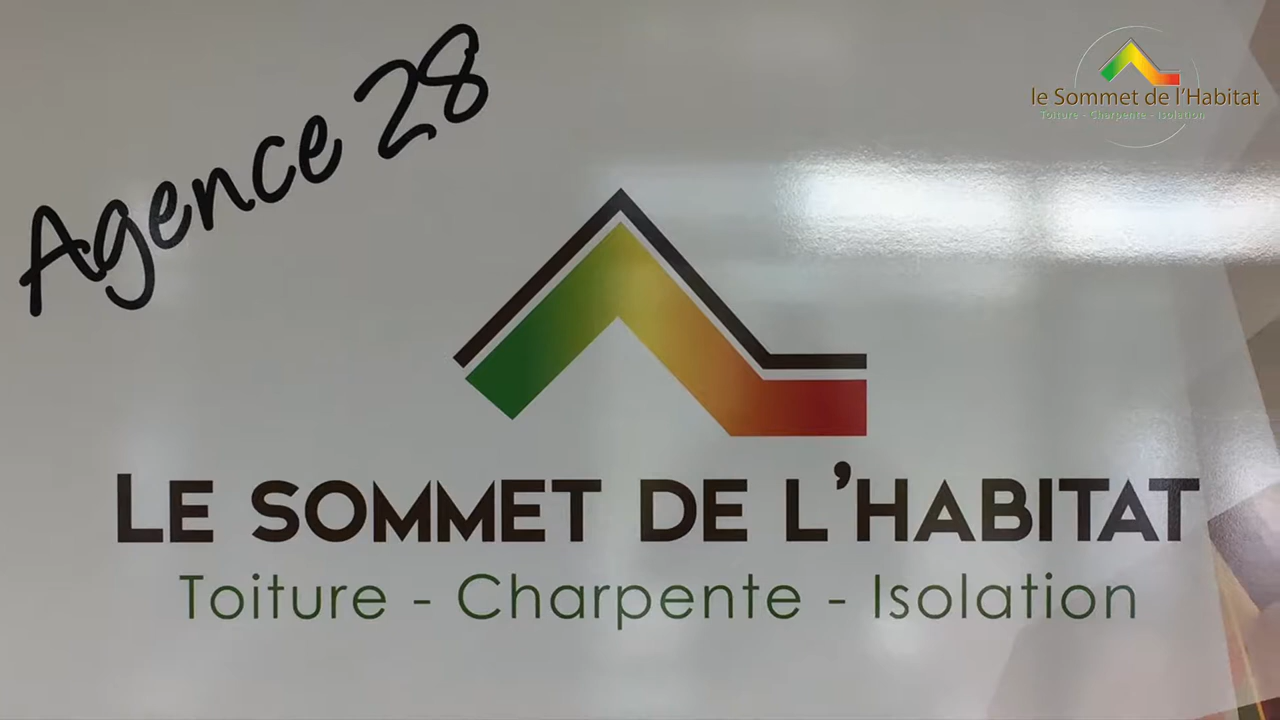 Agence 28
le Sommet de l'Habitat
Toiture - Charpente - Isolation
LE SOMMET DE L'HABITAT
Toiture - Charpente - Isolation